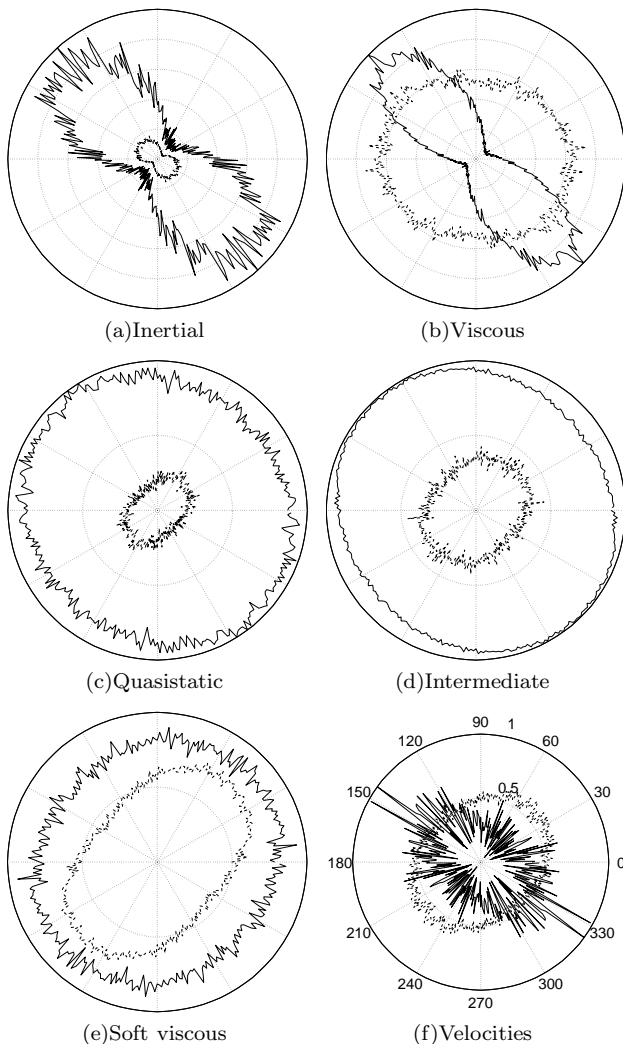 (a)Inertial
(b)Viscous
(c)Quasistatic
(d)Intermediate
90 1
120 60
0.5
150 30
180 0
210 330
240 300
270
(e)Soft viscous
(f)Velocities